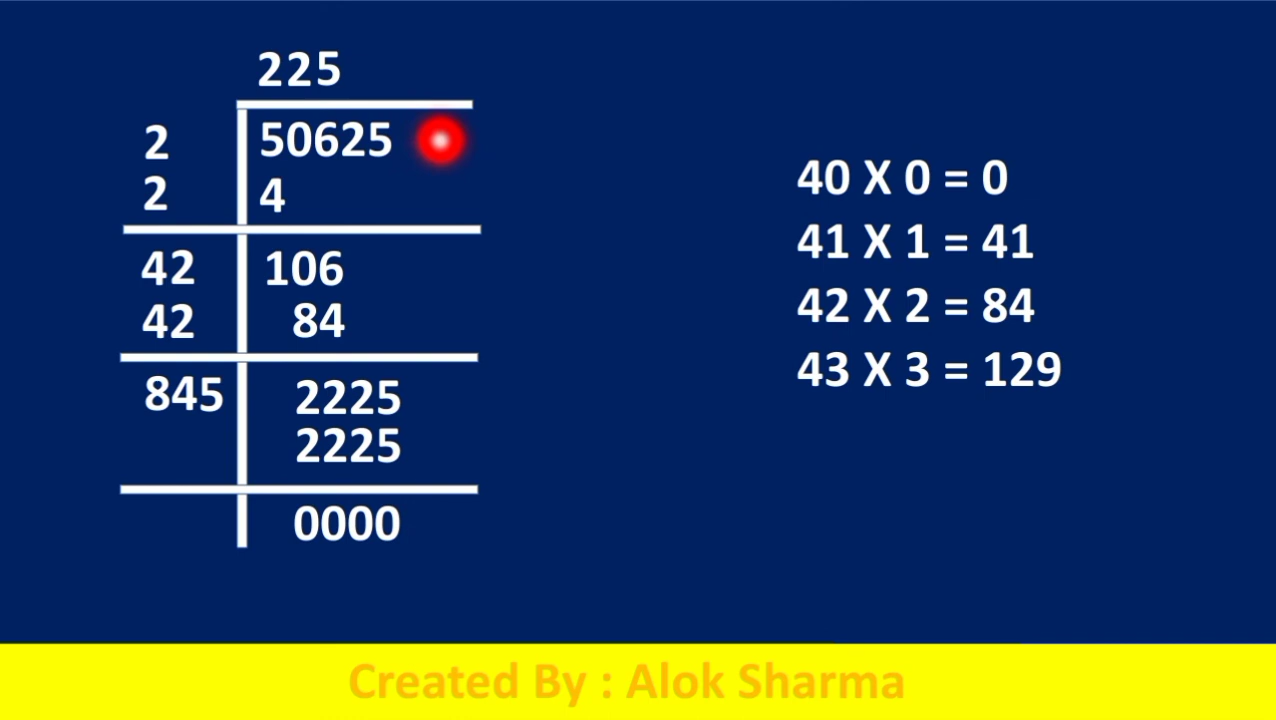 225
2 50625
2 4
42 106
42 84
845 2225
2225
0000
40 X 0 = 0
41 X 1 = 41
42 X 2 = 84
43 X 3 = 129
Created By : Alok Sharma